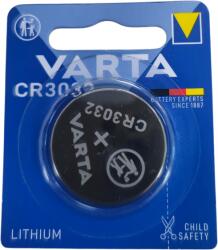 VARTA
CR3032
BATTERY EXPERTS
SINCE 1887
CR3032
+
VARTA
LITHIUM
CHILD
SAFETY